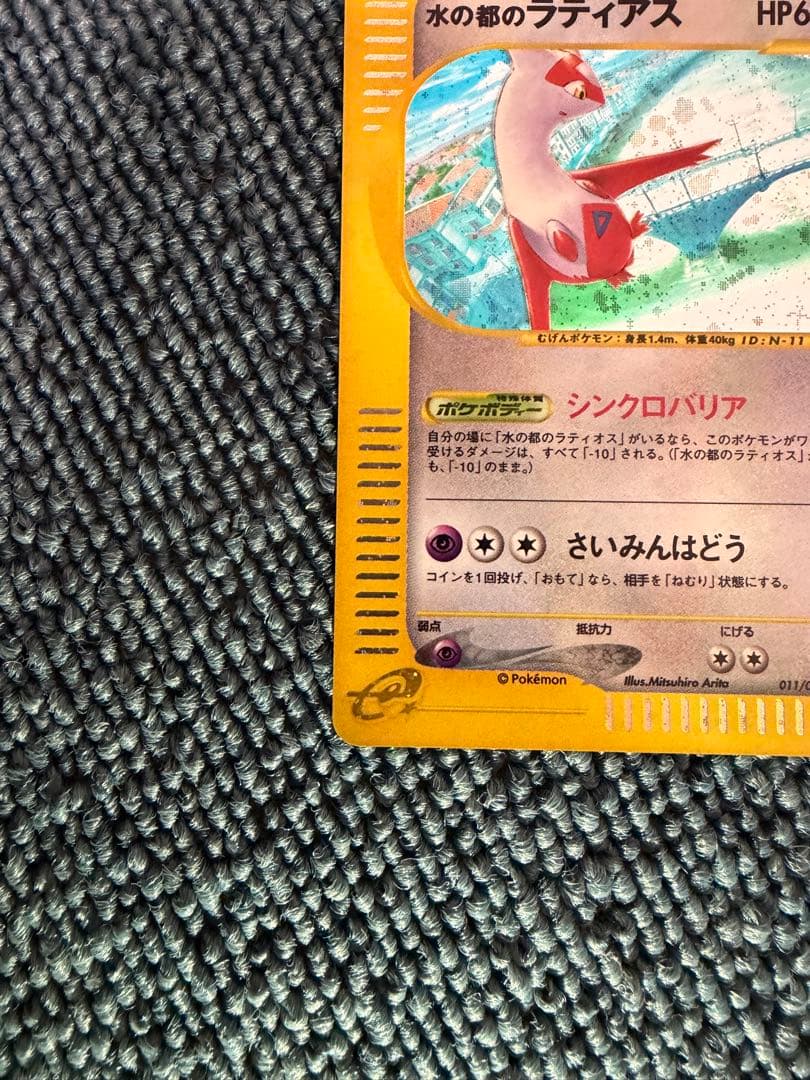 水の都のラティアス HP6
むげんポケモン：身長1.4m、体重40kg ID:N-11
特殊体質
ポケボディー シンクロバリア
自分の場に「水の都のラティオス」がいるなら、このポケモンがワ
受けるダメージは、すべて「-10」される。（「水の都のラティオス」
も、「-10」のまま。）
さいみんはどう
コインを1回投げ、「おもて」なら、相手を「ねむり」状態にする。
弱点 抵抗力 にげる
e
©Pokémon Illus.Mitsuhiro Arita 011/0